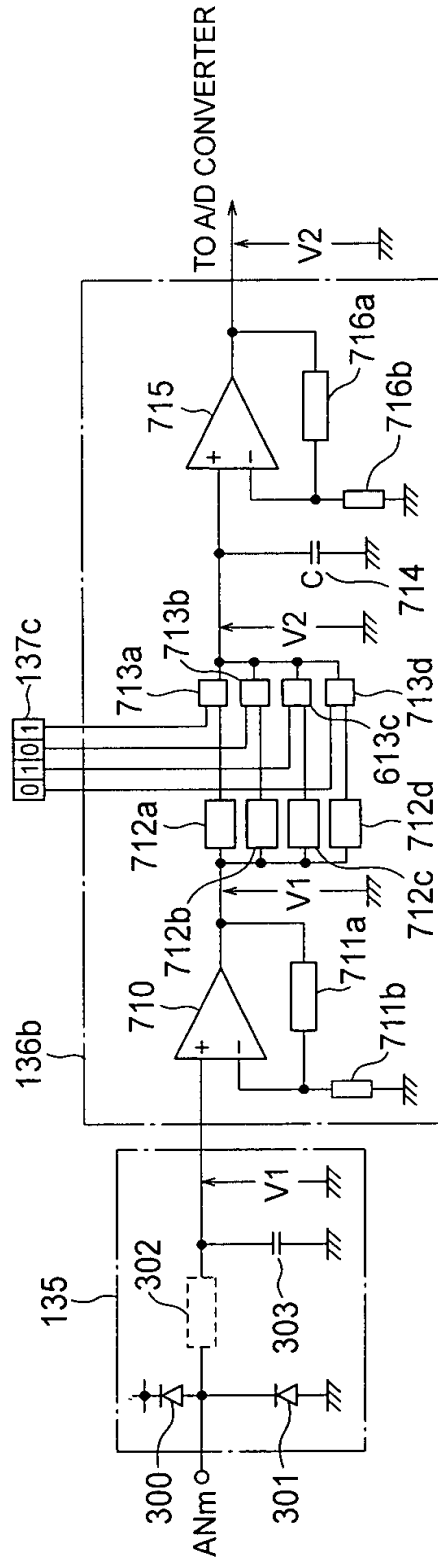 135
136b
137c
0 1 0 1
300
302
710
712a
713a
713b
715
TO A/D CONVERTER
ANm
+
−
+
−
V1
V1
V2
V2
301
303
711b
711a
712b
712c
712d
613c
713d
C
714
716b
716a